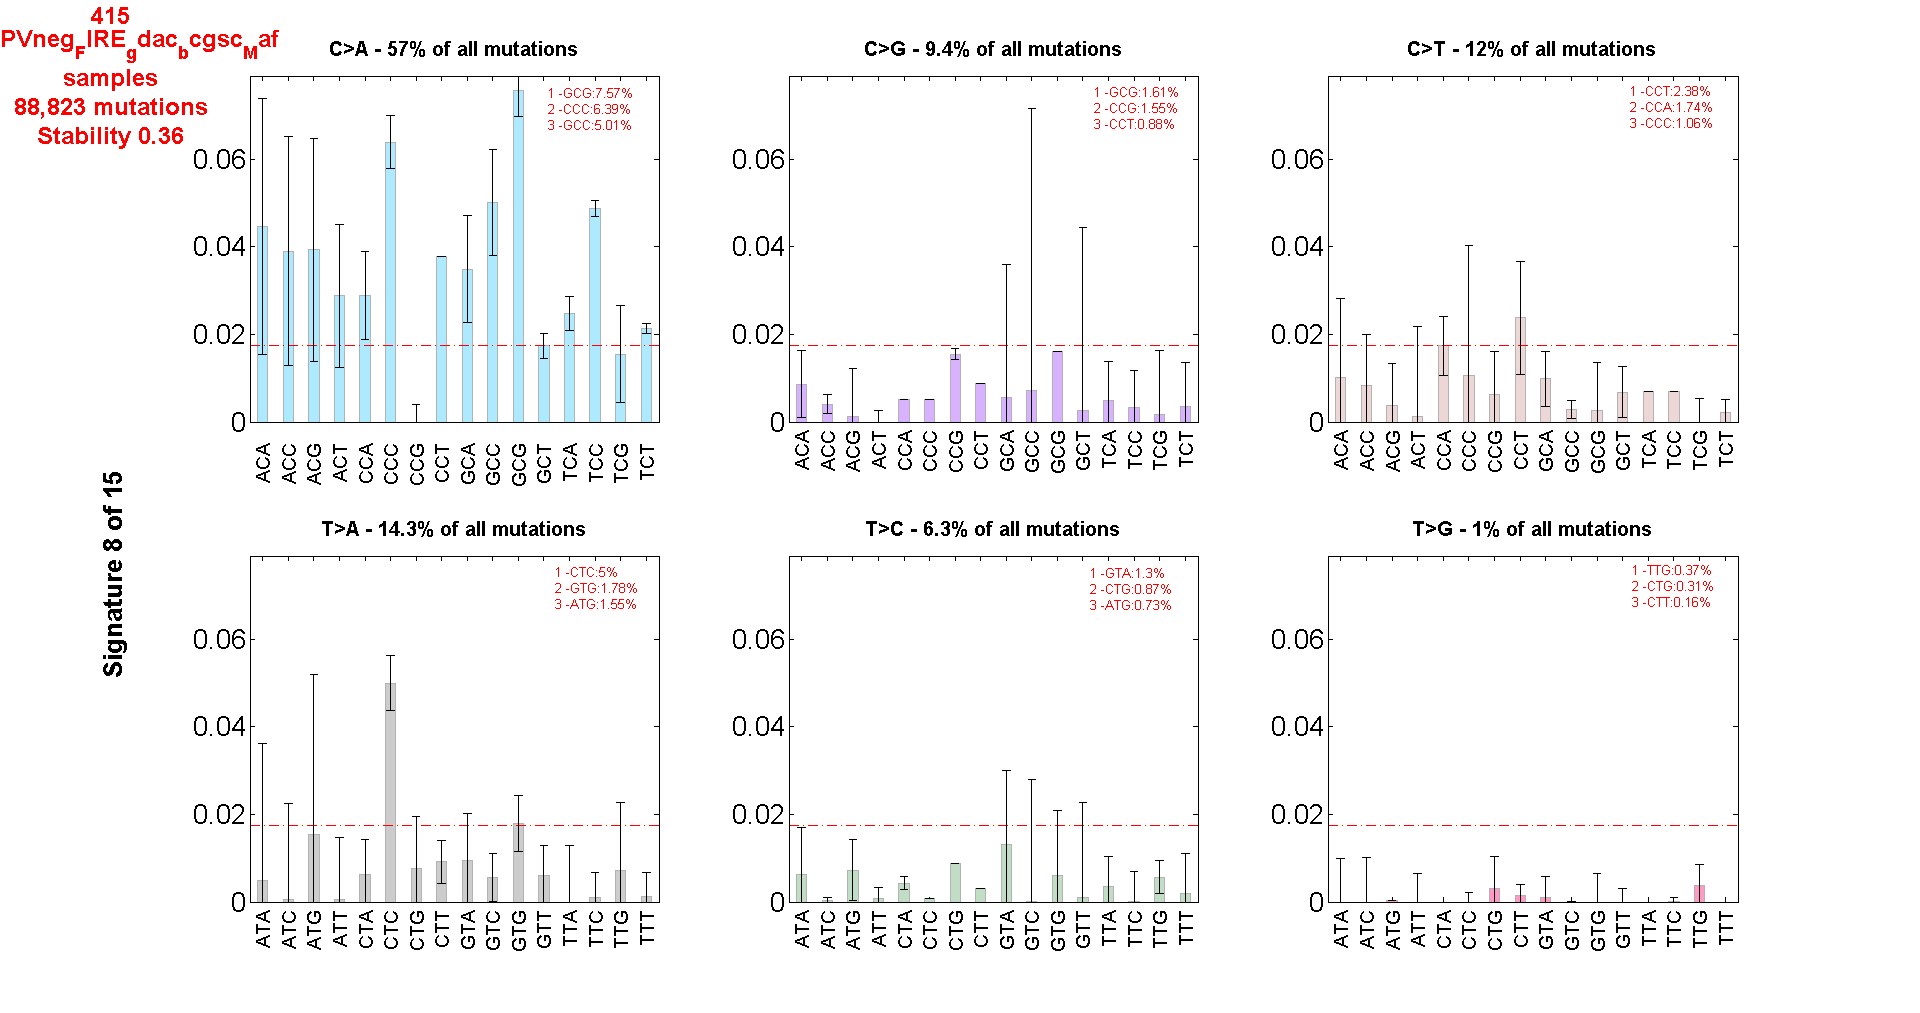 415
PVneg_FIRE_gdac_bcgsc_Maf
samples
88,823 mutations
Stability 0.36
Signature 8 of 15
C>A - 57% of all mutations
1 -GCG:7.57%
2 -CCC:6.39%
3 -GCC:5.01%
0.06
0.04
0.02
0
ACA ACC ACG ACT CCA CCC CCG CCT GCA GCC GCG GCT TCA TCC TCG TCT
C>G - 9.4% of all mutations
1 -GCG:1.61%
2 -CCG:1.55%
3 -CCT:0.88%
0.06
0.04
0.02
0
ACA ACC ACG ACT CCA CCC CCG CCT GCA GCC GCG GCT TCA TCC TCG TCT
C>T - 12% of all mutations
1 -CCT:2.38%
2 -CCA:1.74%
3 -CCC:1.06%
0.06
0.04
0.02
0
ACA ACC ACG ACT CCA CCC CCG CCT GCA GCC GCG GCT TCA TCC TCG TCT
T>A - 14.3% of all mutations
1 -CTC:5%
2 -GTG:1.78%
3 -ATG:1.55%
0.06
0.04
0.02
0
ATA ATC ATG ATT CTA CTC CTG CTT GTA GTC GTG GTT TTA TTC TTG TTT
T>C - 6.3% of all mutations
1 -GTA:1.3%
2 -CTG:0.87%
3 -ATG:0.73%
0.06
0.04
0.02
0
ATA ATC ATG ATT CTA CTC CTG CTT GTA GTC GTG GTT TTA TTC TTG TTT
T>G - 1% of all mutations
1 -TTG:0.37%
2 -CTG:0.31%
3 -CTT:0.16%
0.06
0.04
0.02
0
ATA ATC ATG ATT CTA CTC CTG CTT GTA GTC GTG GTT TTA TTC TTG TTT